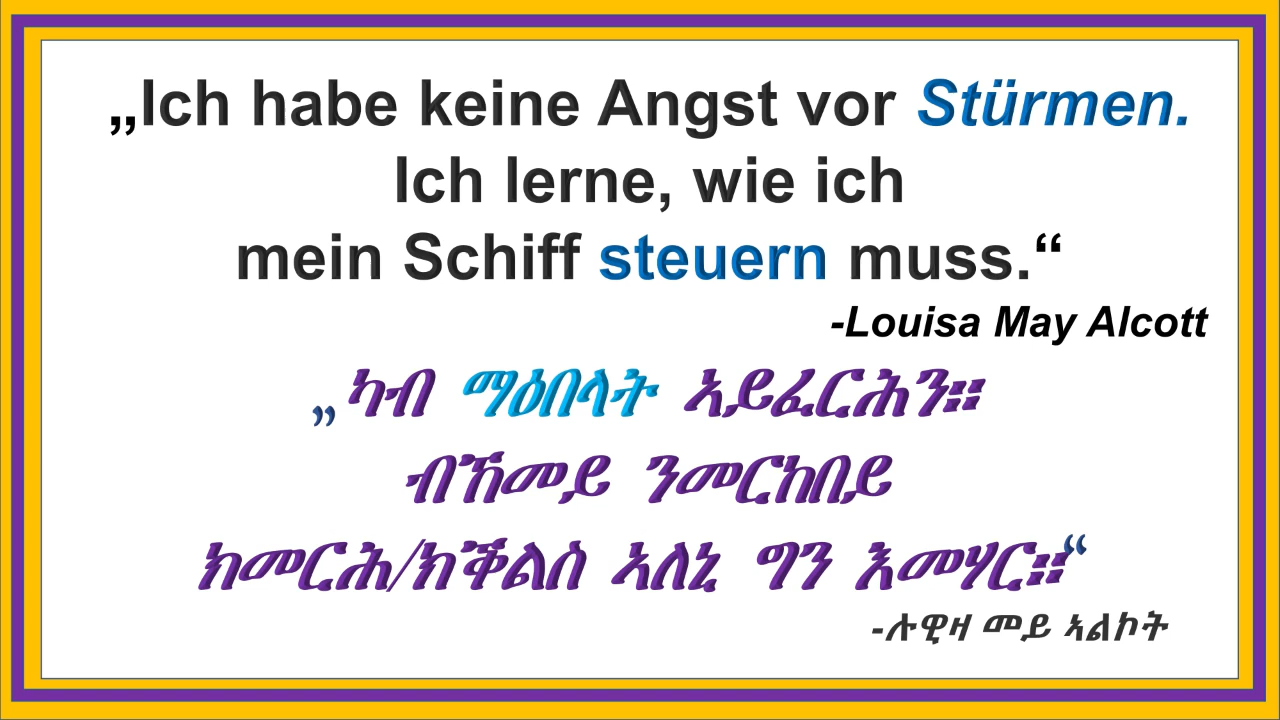 „Ich habe keine Angst vor Stürmen.
Ich lerne, wie ich
mein Schiff steuern muss.“
-Louisa May Alcott
„ካብ ማዕበላት ኣይፈርሕን።
ብኸመይ ንመርከበይ
ክመርሕ/ክቕልስ ኣለኒ ግን እመሃር።“
-ሉዊዛ መይ ኣልኮት